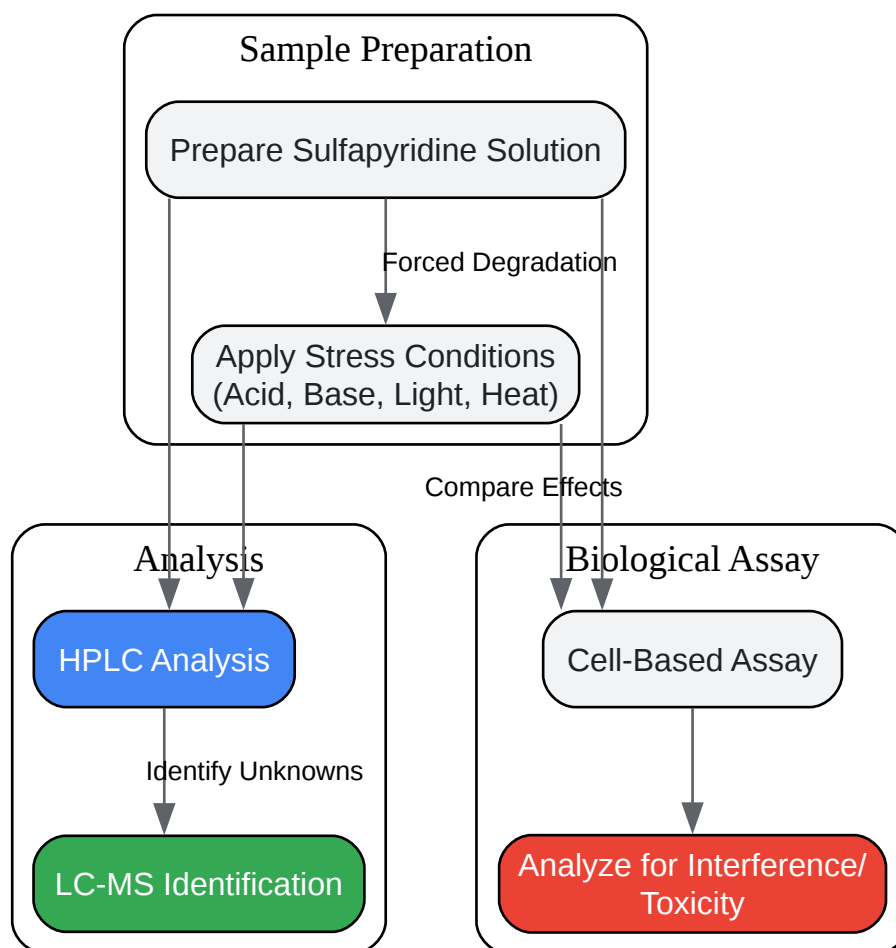 Sample Preparation
Prepare Sulfapyridine Solution
Forced Degradation
Apply Stress Conditions
(Acid, Base, Light, Heat)
Compare Effects
Analysis
HPLC Analysis
Identify Unknowns
LC-MS Identification
Biological Assay
Cell-Based Assay
Analyze for Interference/
Toxicity